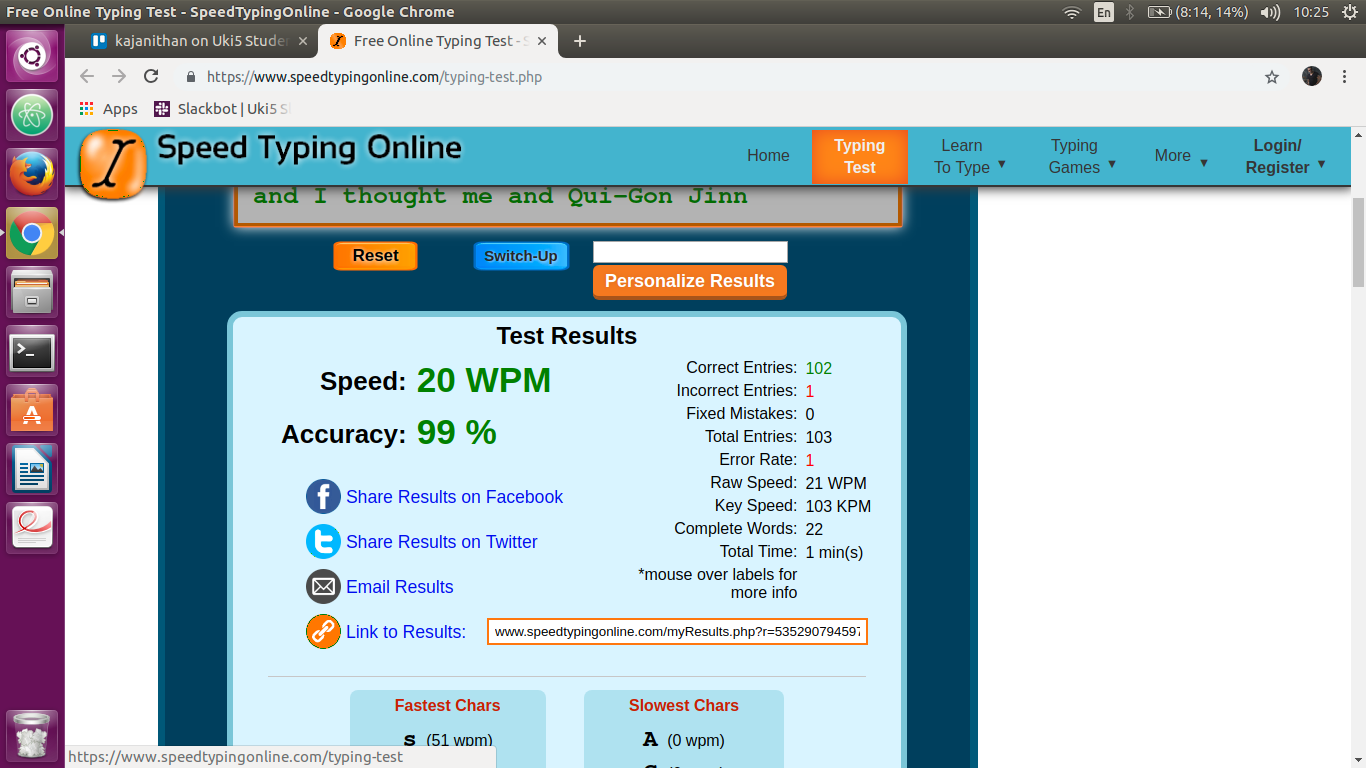 Free Online Typing Test - SpeedTypingOnline - Google Chrome
En
(8:14, 14%)
10:25
kajanithan on Uki5 Studer
Free Online Typing Test - S
https://www.speedtypingonline.com/typing-test.php
Apps
Slackbot | Uki5 Sl
Speed Typing Online
Home
Typing Test
Learn To Type
Typing Games
More
Login/ Register
and I thought me and Qui-Gon Jinn
Reset
Switch-Up
Personalize Results
Test Results
Speed: 20 WPM
Accuracy: 99 %
Share Results on Facebook
Share Results on Twitter
Email Results
Link to Results: www.speedtypingonline.com/myResults.php?r=535290794597
Correct Entries: 102
Incorrect Entries: 1
Fixed Mistakes: 0
Total Entries: 103
Error Rate: 1
Raw Speed: 21 WPM
Key Speed: 103 KPM
Complete Words: 22
Total Time: 1 min(s)
*mouse over labels for
more info
Fastest Chars
s (51 wpm)
Slowest Chars
A (0 wpm)
https://www.speedtypingonline.com/typing-test